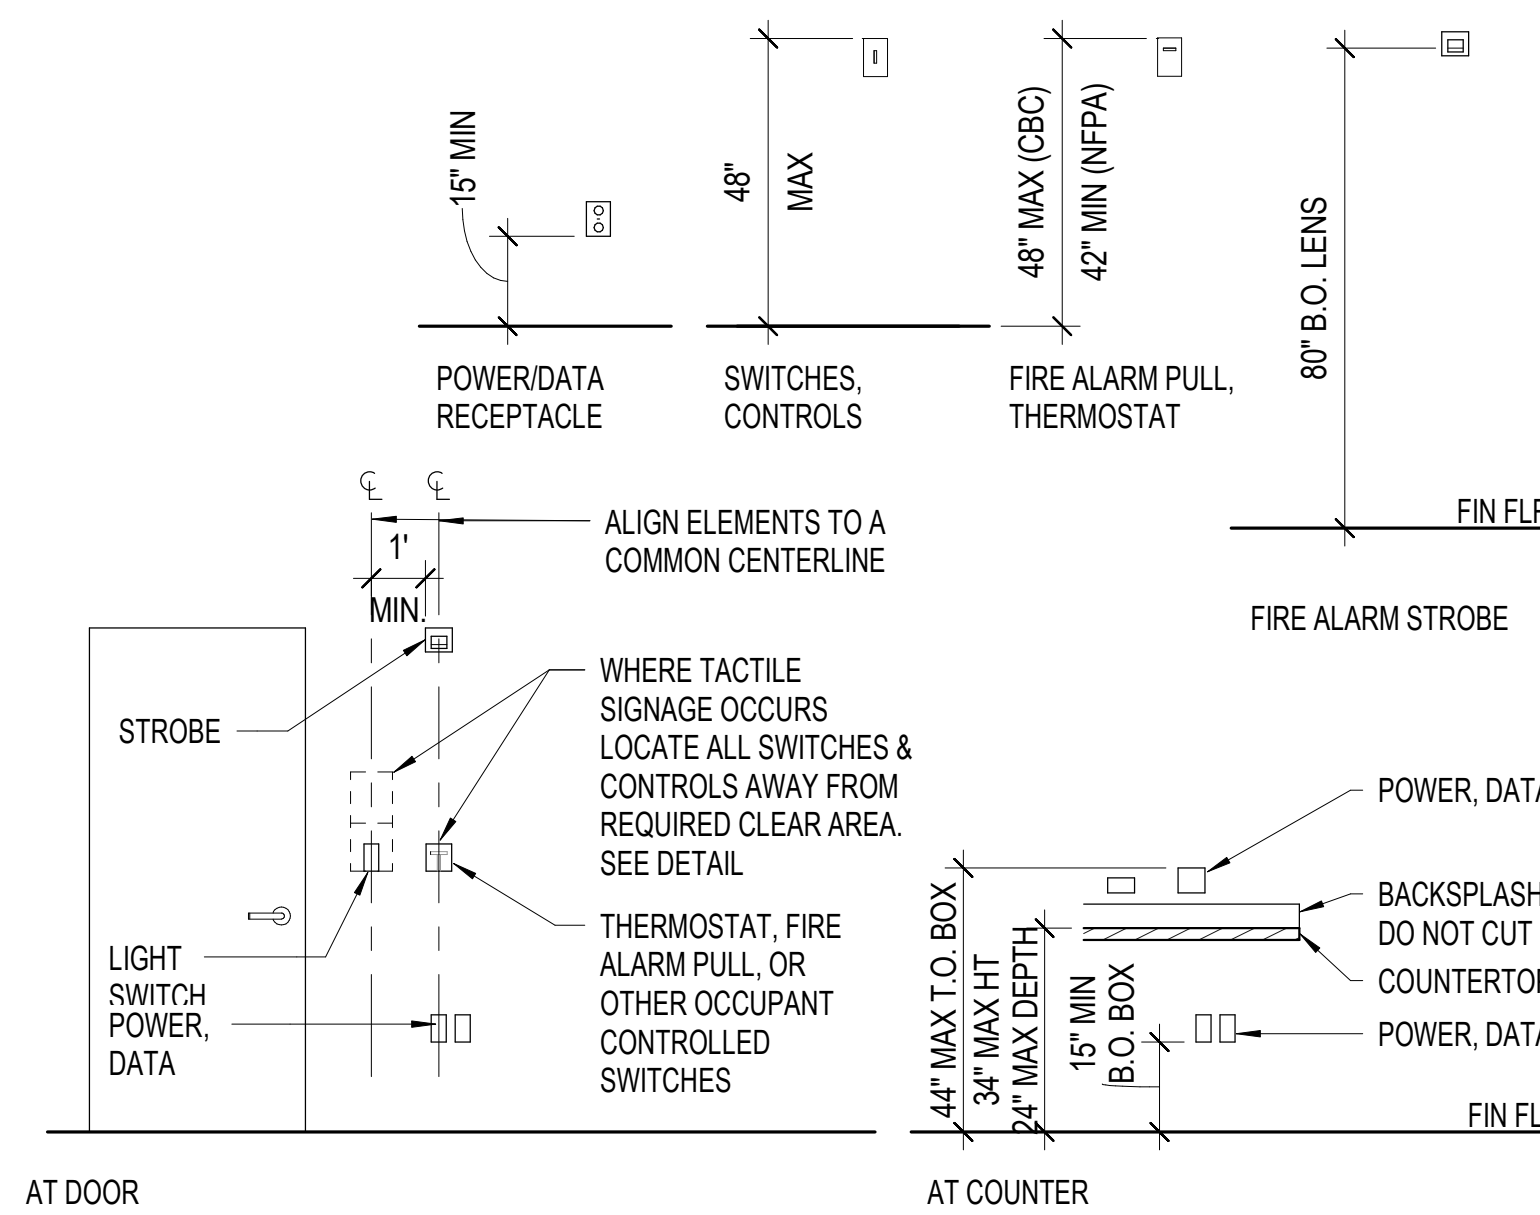 15" MIN
POWER/DATA
RECEPTACLE
48"
MAX
SWITCHES,
CONTROLS
48" MAX (CBC)
42" MIN (NFPA)
FIRE ALARM PULL,
THERMOSTAT
80" B.O. LENS
FIN FLR
FIRE ALARM STROBE
℄ ℄
ALIGN ELEMENTS TO A
COMMON CENTERLINE
1'
MIN.
STROBE
WHERE TACTILE
SIGNAGE OCCURS
LOCATE ALL SWITCHES &
CONTROLS AWAY FROM
REQUIRED CLEAR AREA.
SEE DETAIL
THERMOSTAT, FIRE
ALARM PULL, OR
OTHER OCCUPANT
CONTROLLED
SWITCHES
LIGHT
SWITCH
POWER,
DATA
AT DOOR
44" MAX T.O. BOX
34" MAX HT
24" MAX DEPTH
15" MIN
B.O. BOX
POWER, DATA
BACKSPLASH
DO NOT CUT
COUNTERTOP
POWER, DATA
FIN FL
AT COUNTER